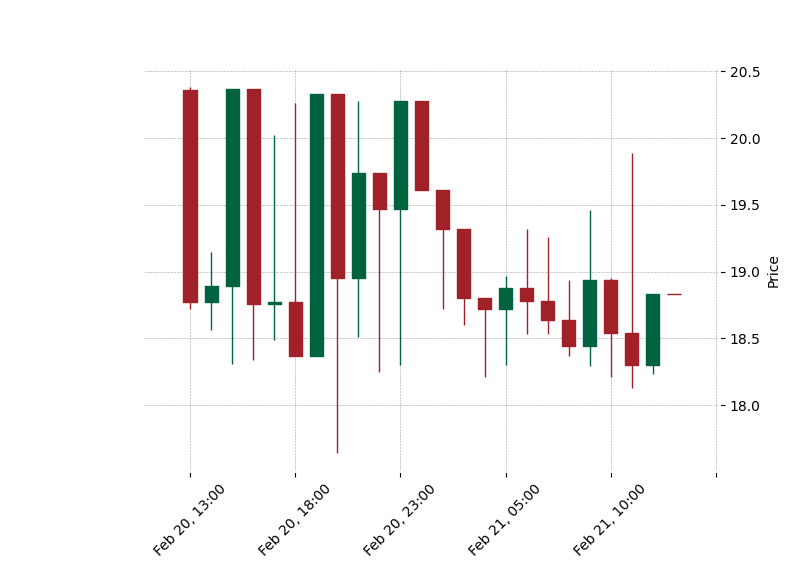 20.5
20.0
19.5
19.0
18.5
18.0
Price
Feb 20, 13:00
Feb 20, 18:00
Feb 20, 23:00
Feb 21, 05:00
Feb 21, 10:00